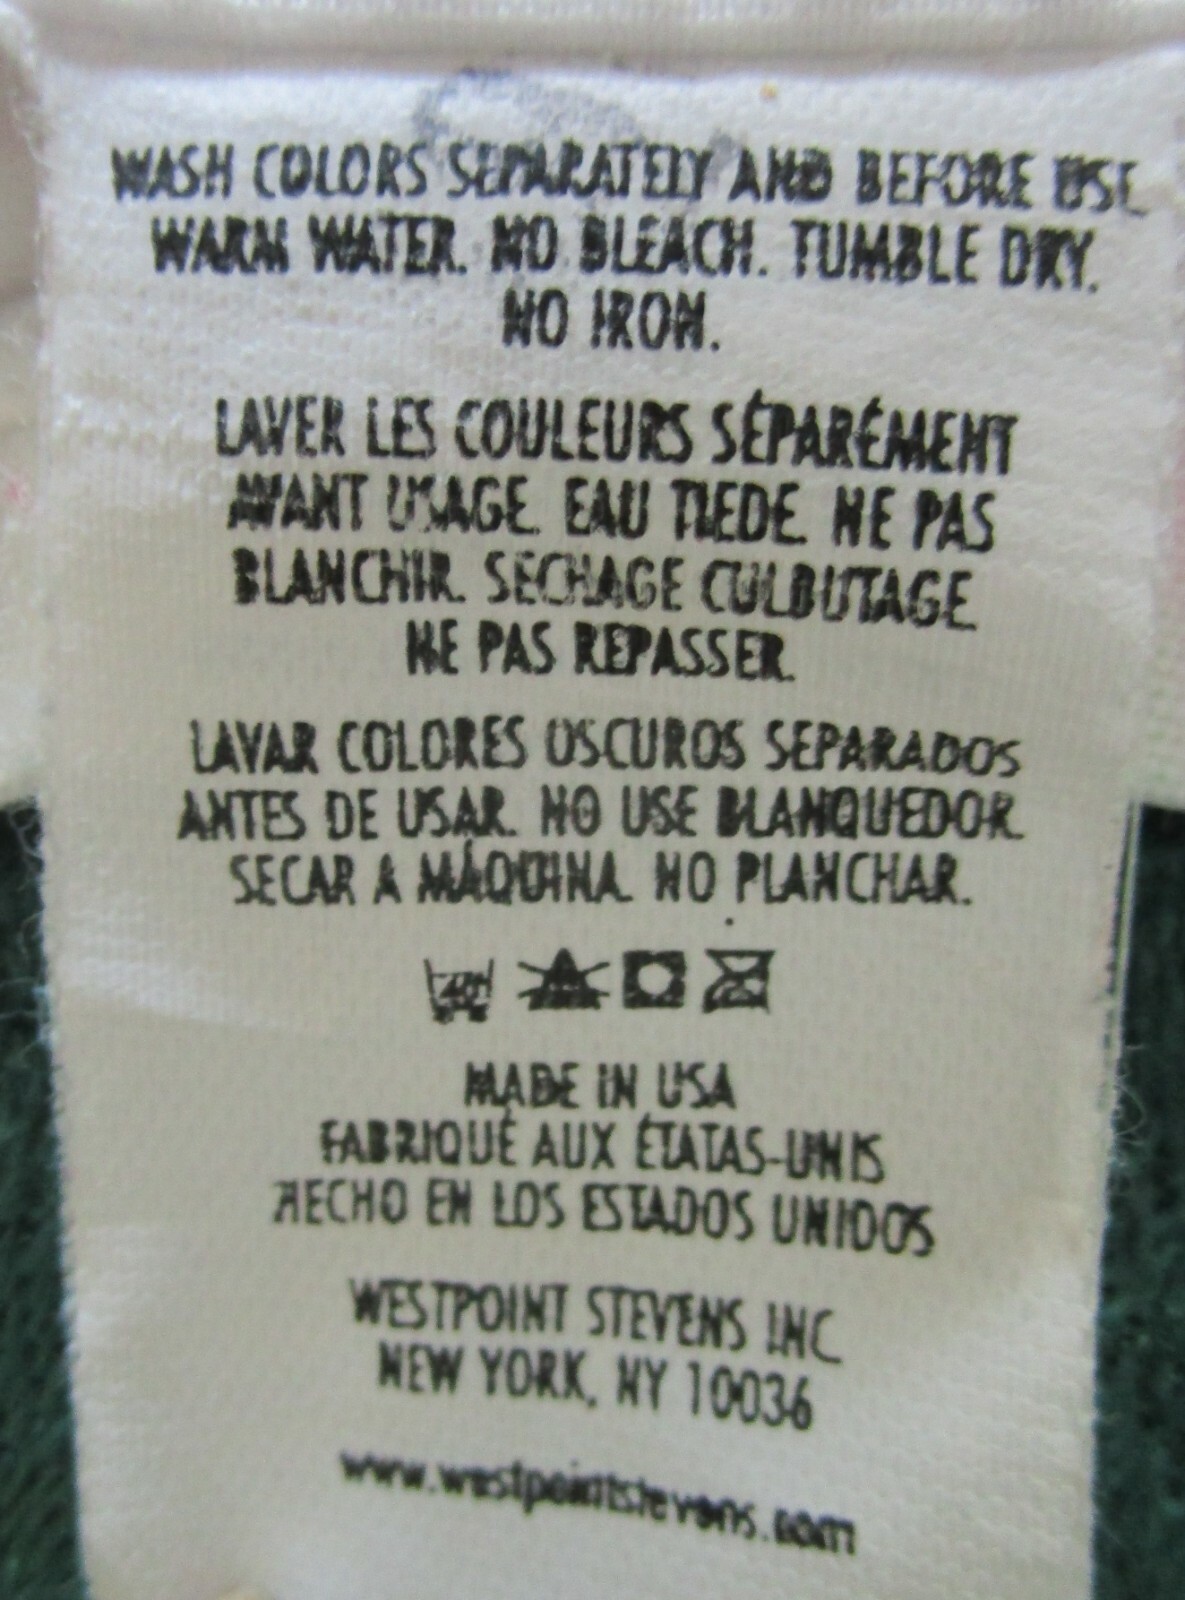 WASH COLORS SEPARATELY AND BEFORE USE
WARM WATER. NO BLEACH. TUMBLE DRY.
NO IRON.
LAVER LES COULEURS SÉPARÉMENT
AVANT USAGE. EAU TIEDE. NE PAS
BLANCHIR. SECHAGE CULBUTAGE
NE PAS REPASSER.
LAVAR COLORES OSCUROS SEPARADOS
ANTES DE USAR. NO USE BLANQUEDOR.
SECAR A MÁQUINA. NO PLANCHAR.
40°
MADE IN USA
FABRIQUÉ AUX ÉTATAS-UNIS
HECHO EN LOS ESTADOS UNIDOS
WESTPOINT STEVENS INC
NEW YORK, NY 10036
www.westpointstevens.com